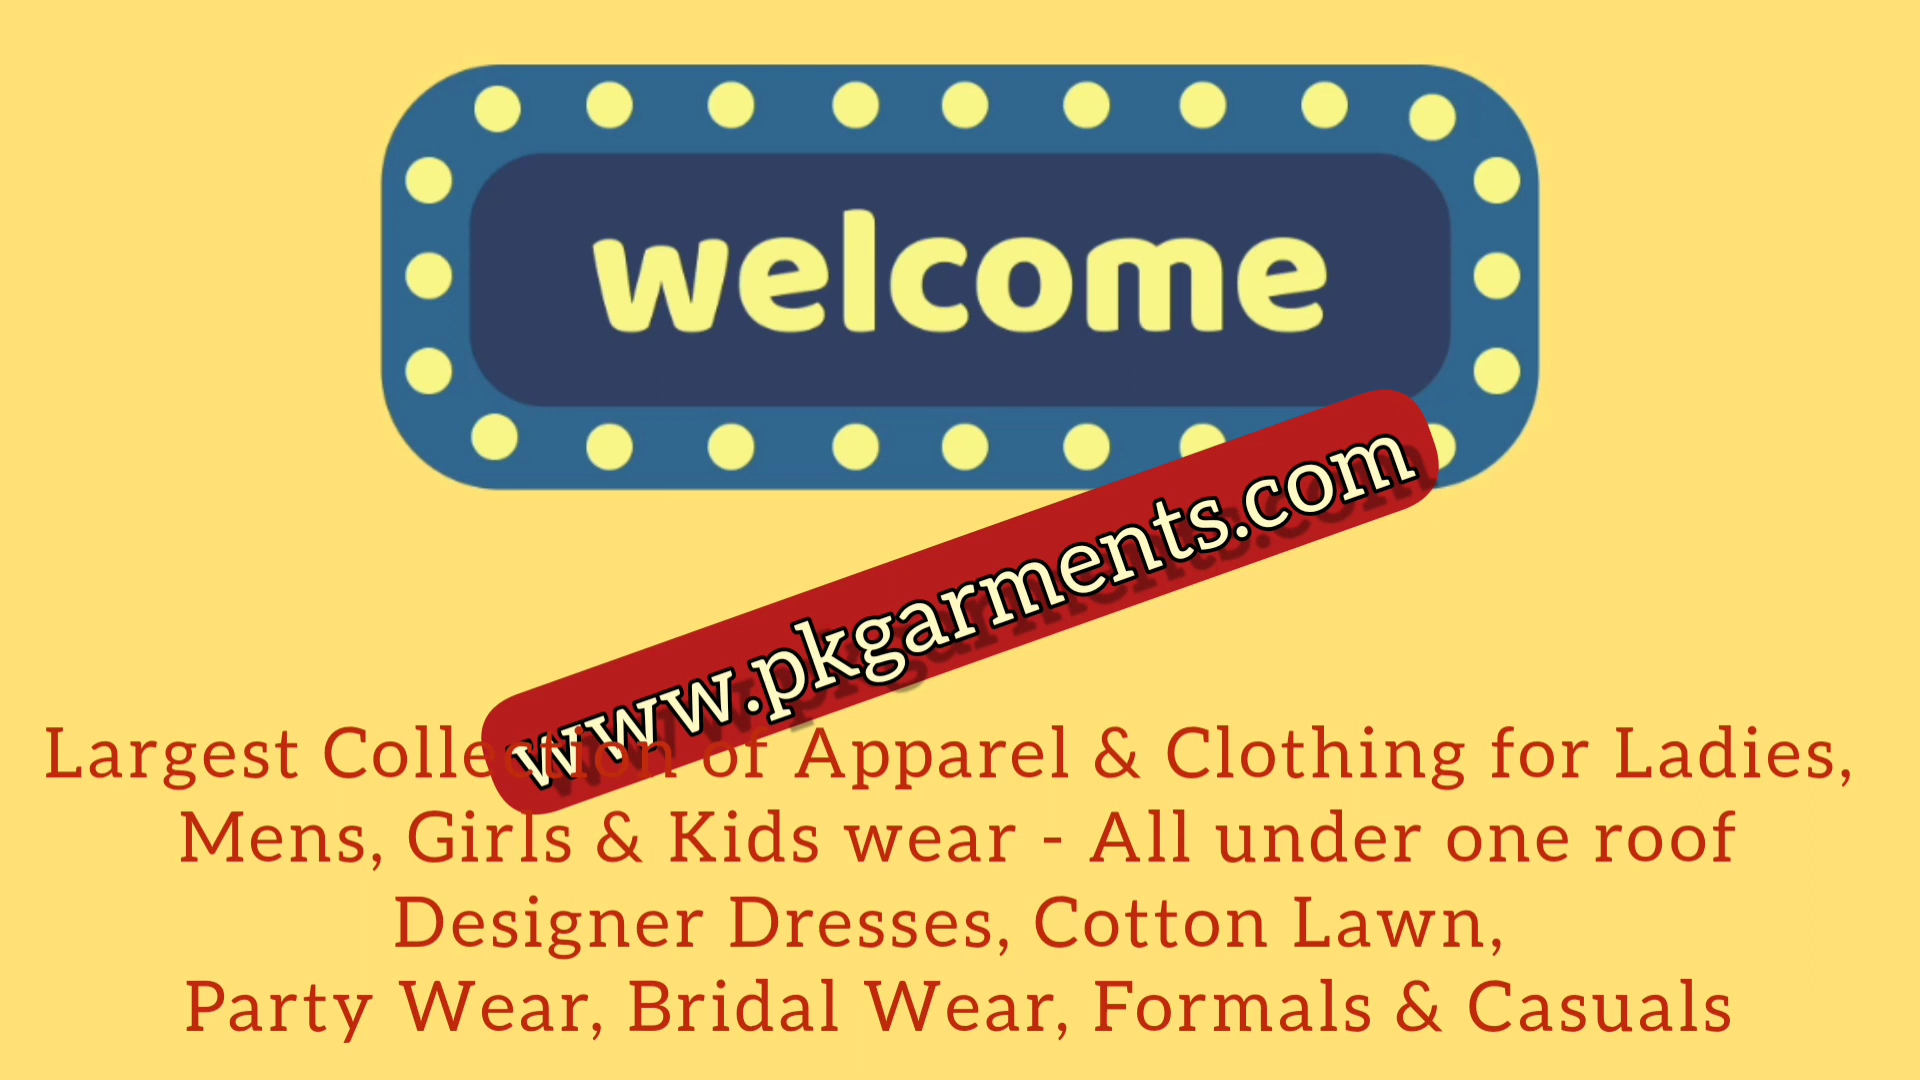 welcome
www.pkgarments.com
Largest Collection of Apparel & Clothing for Ladies,
Mens, Girls & Kids wear - All under one roof
Designer Dresses, Cotton Lawn,
Party Wear, Bridal Wear, Formals & Casuals